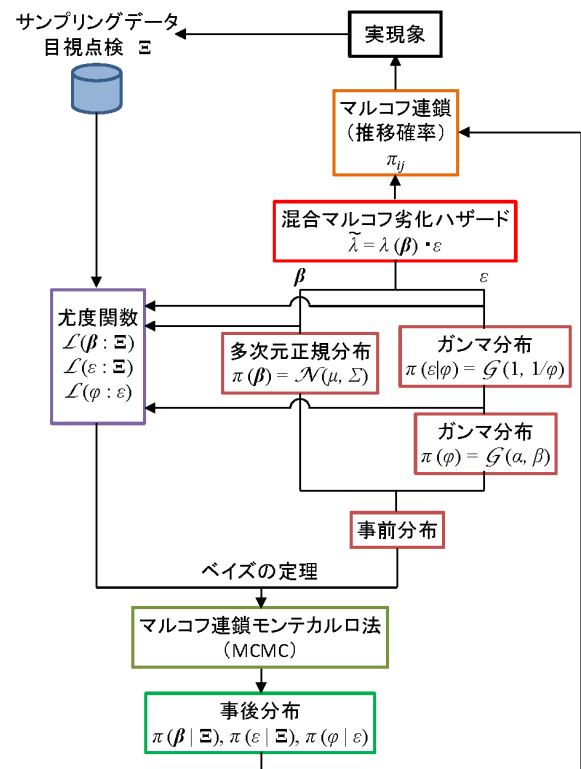 サンプリングデータ
目視点検 Ξ
実現象
マルコフ連鎖
（推移確率）
π_ij
混合マルコフ劣化ハザード
λ̃ = λ (β)・ε
β
ε
尤度関数
ℒ(β : Ξ)
ℒ(ε : Ξ)
ℒ(φ : ε)
多次元正規分布
π (β) = 𝒩(μ, Σ)
ガンマ分布
π (ε|φ) = 𝒢(1, 1/φ)
ガンマ分布
π (φ) = 𝒢(α, β)
事前分布
ベイズの定理
マルコフ連鎖モンテカルロ法
（MCMC）
事後分布
π (β | Ξ), π (ε | Ξ), π (φ | ε)